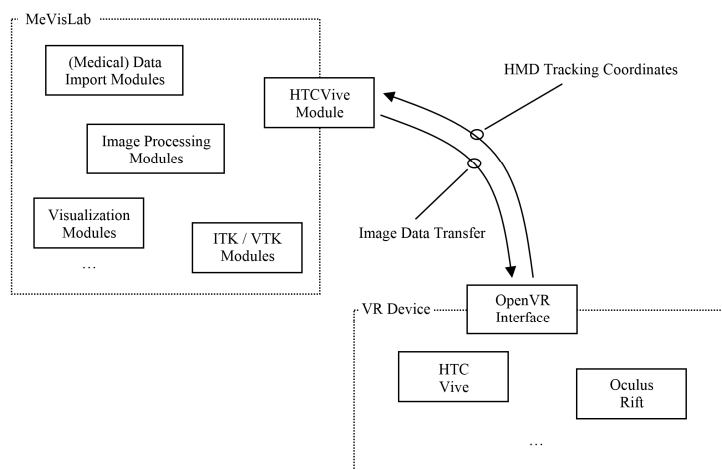 MeVisLab
(Medical) Data
Import Modules
HTCVive
Module
HMD Tracking Coordinates
Image Processing
Modules
Visualization
Modules
...
ITK / VTK
Modules
Image Data Transfer
VR Device
OpenVR
Interface
HTC
Vive
Oculus
Rift
...